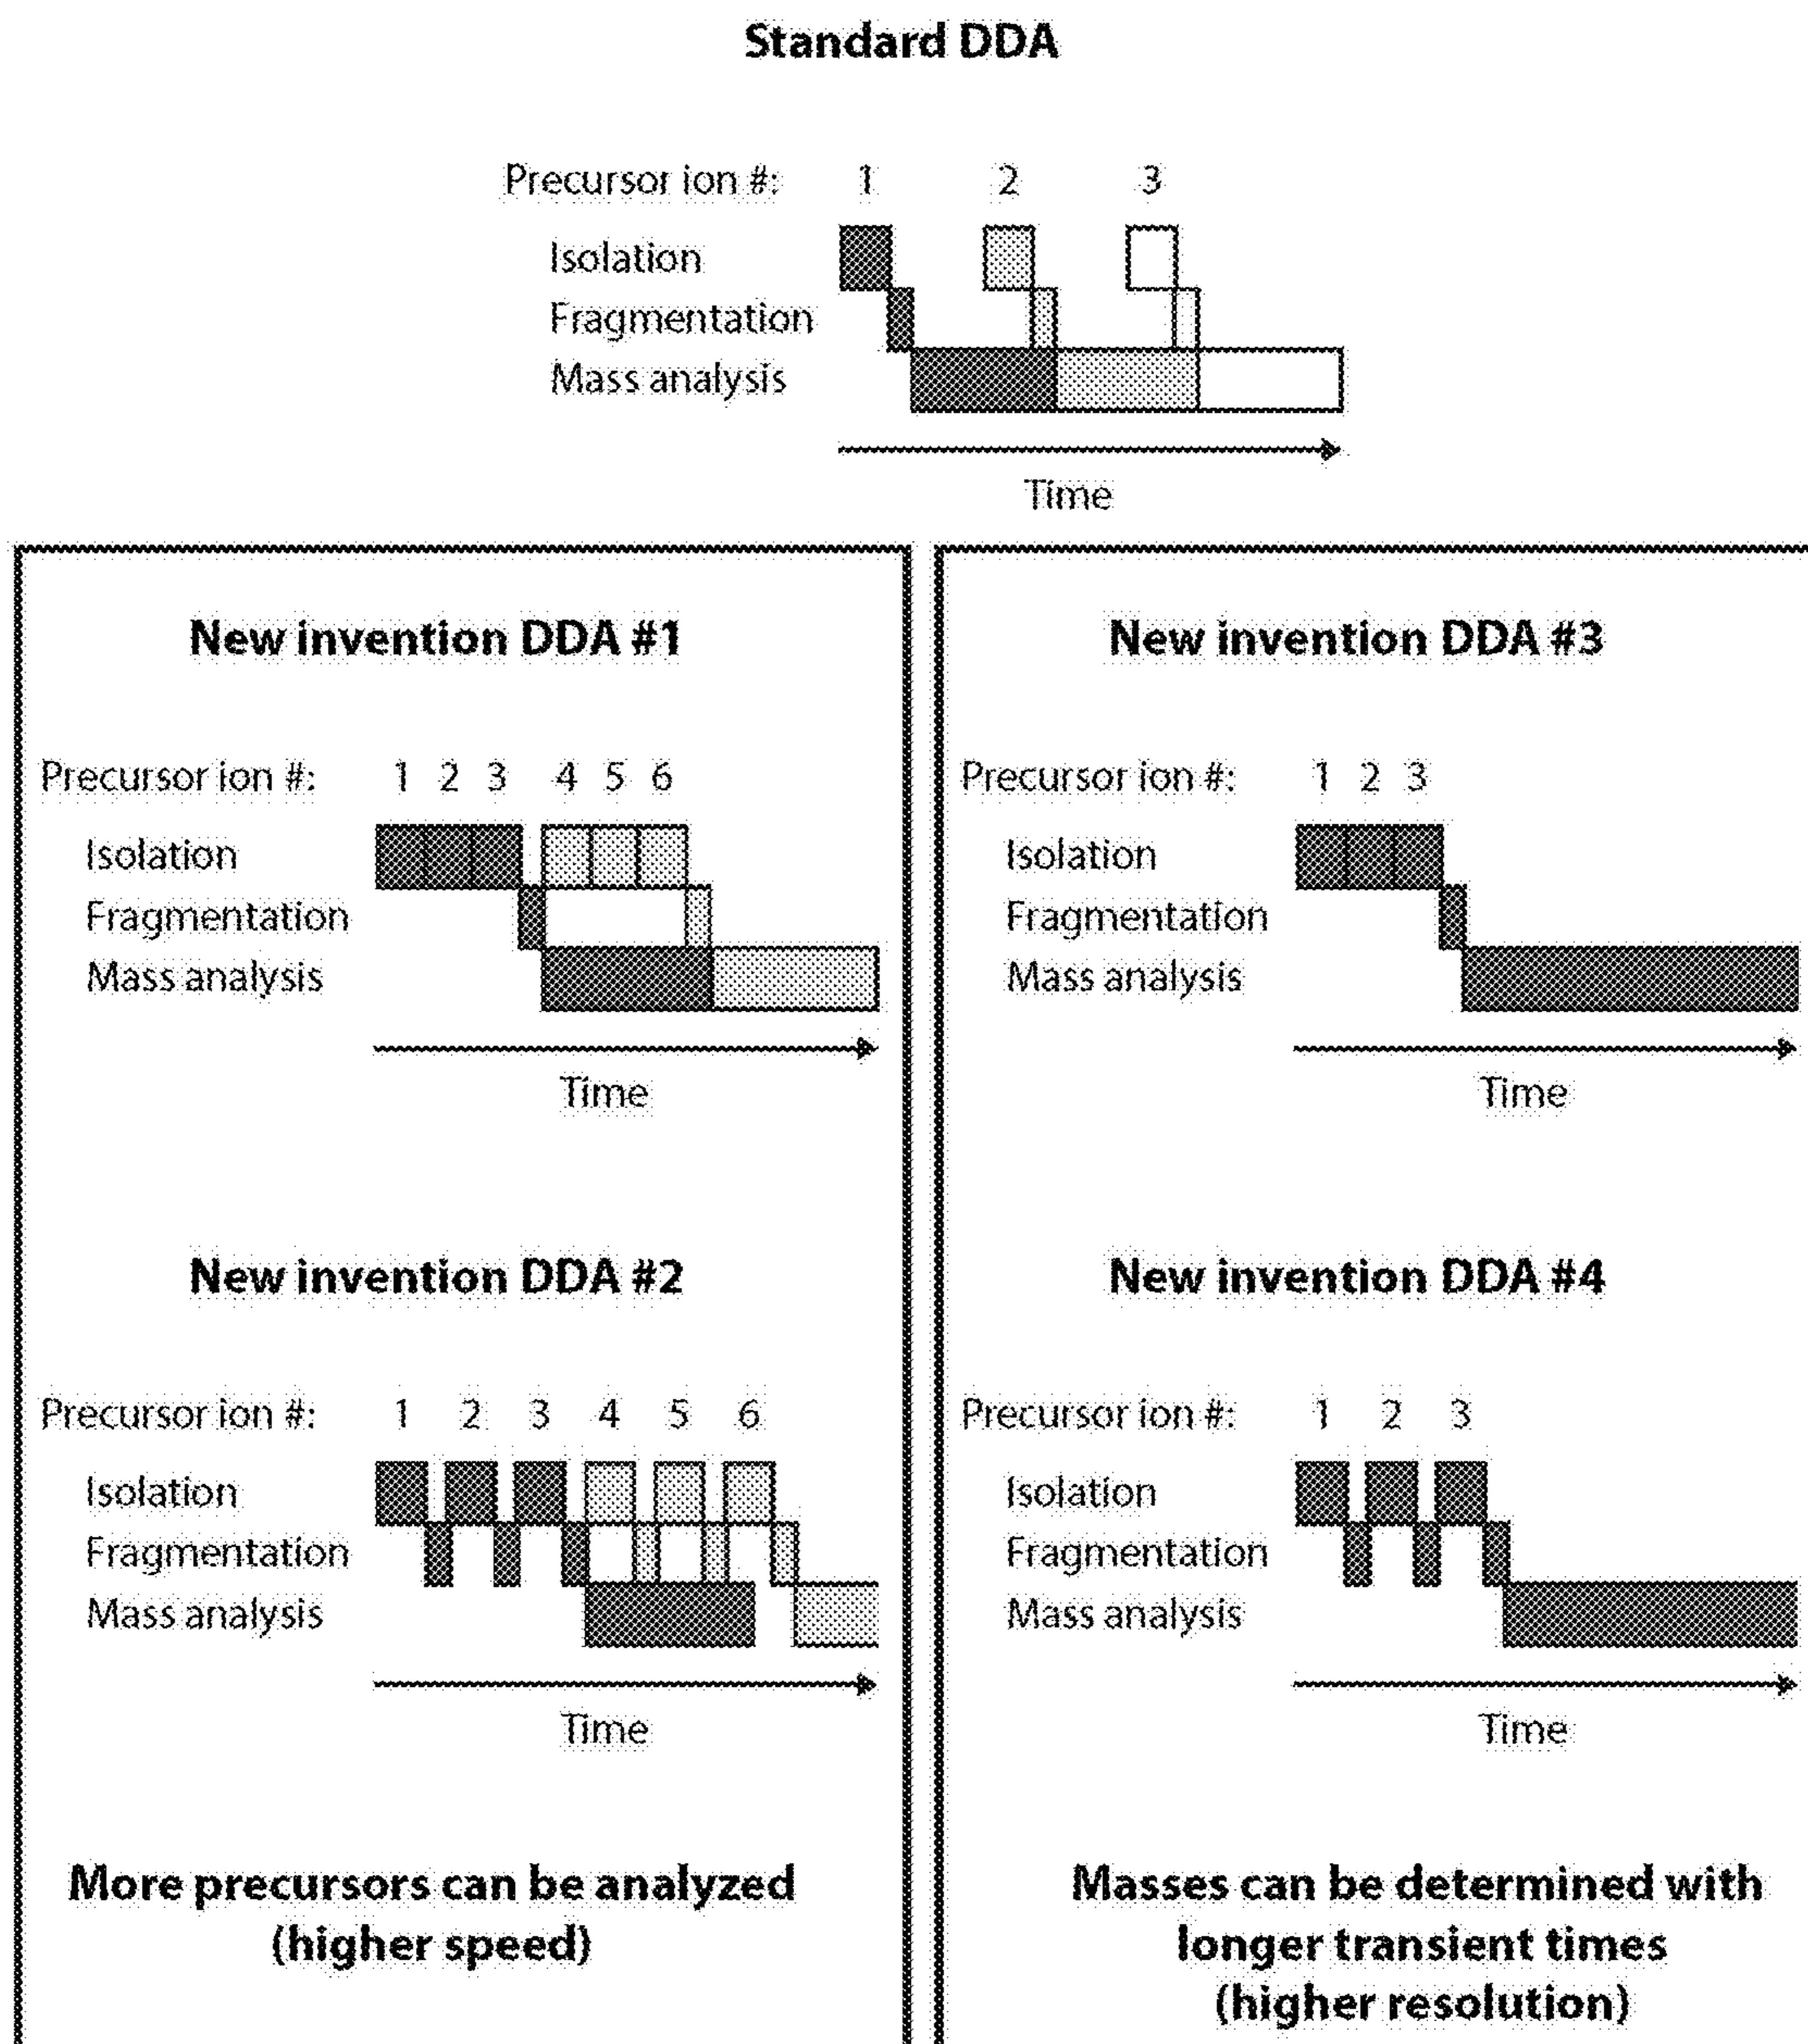 Standard DDA
Precursor ion #: 1 2 3
Isolation
Fragmentation
Mass analysis
Time
New invention DDA #1
Precursor ion #: 1 2 3 4 5 6
Isolation
Fragmentation
Mass analysis
Time
New invention DDA #2
Precursor ion #: 1 2 3 4 5 6
Isolation
Fragmentation
Mass analysis
Time
More precursors can be analyzed
(higher speed)
New invention DDA #3
Precursor ion #: 1 2 3
Isolation
Fragmentation
Mass analysis
Time
New invention DDA #4
Precursor ion #: 1 2 3
Isolation
Fragmentation
Mass analysis
Time
Masses can be determined with
longer transient times
(higher resolution)